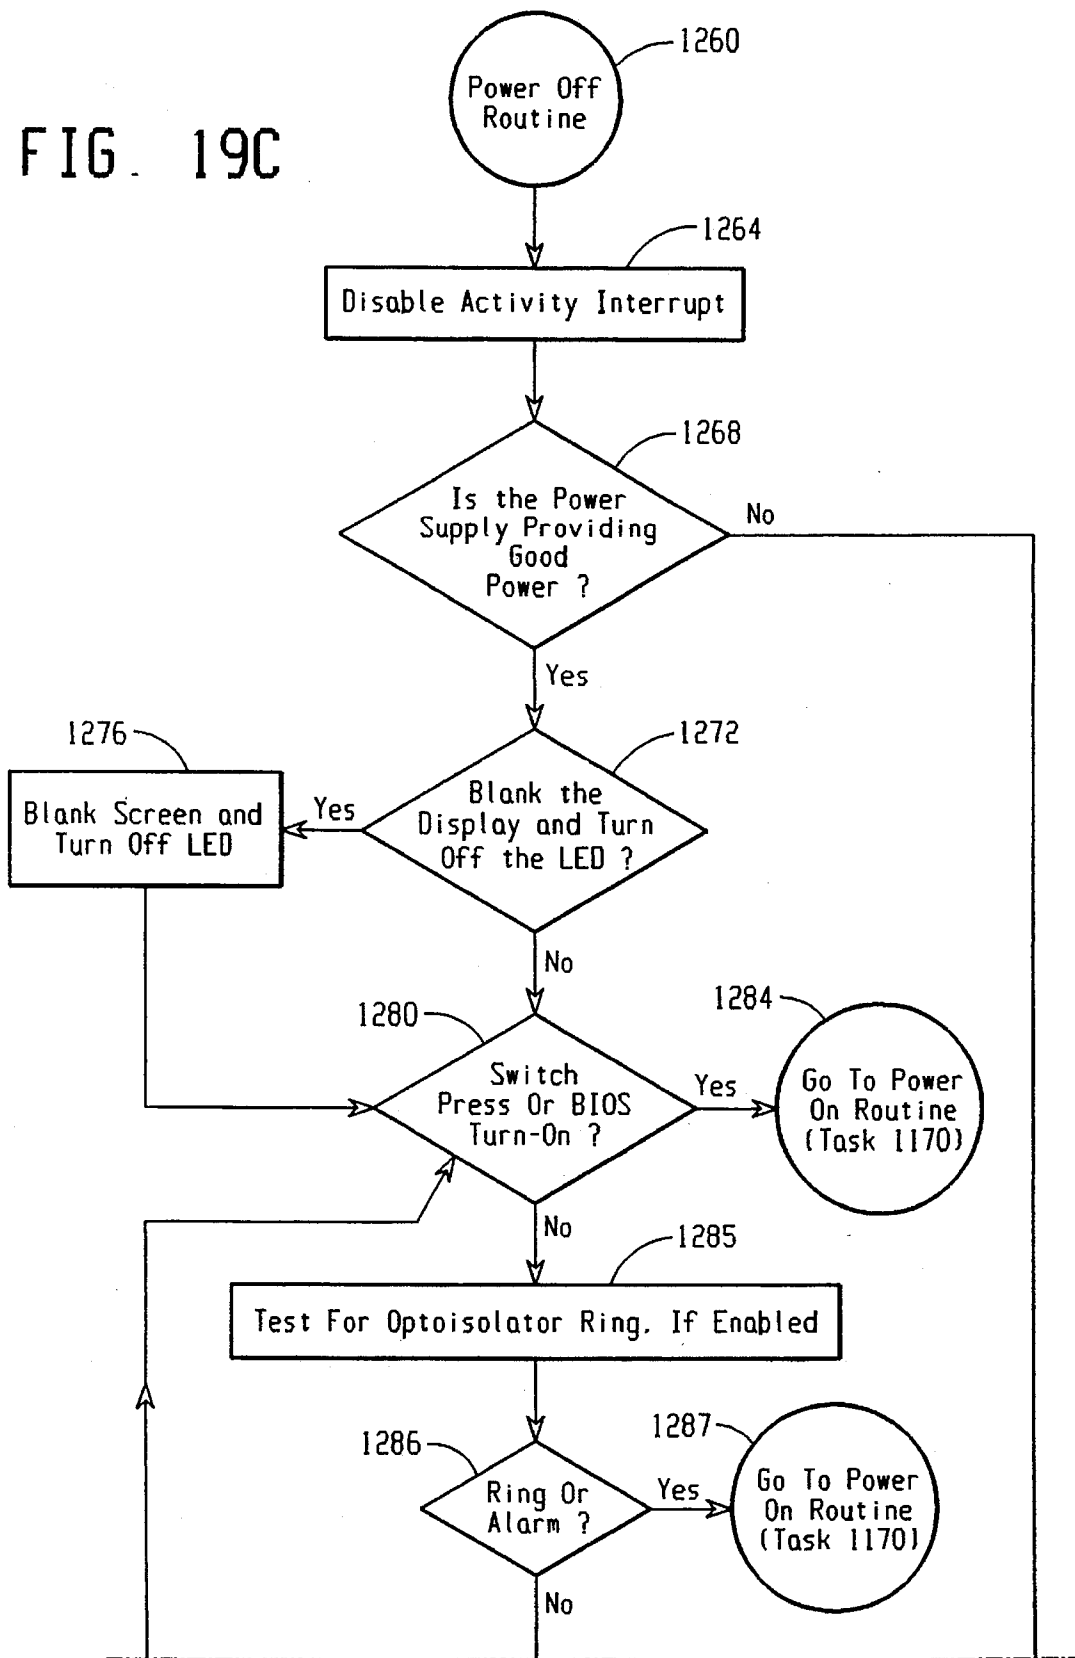 FIG. 19C
1260
Power Off
Routine
1264
Disable Activity Interrupt
1268
Is the Power
Supply Providing
Good
Power ?
No
Yes
1272
Blank the
Display and Turn
Off the LED ?
Yes
1276
Blank Screen and
Turn Off LED
No
1280
Switch
Press Or BIOS
Turn-On ?
Yes
1284
Go To Power
On Routine
(Task 1170)
No
1285
Test For Optoisolator Ring, If Enabled
1286
Ring Or
Alarm ?
Yes
1287
Go To Power
On Routine
(Task 1170)
No